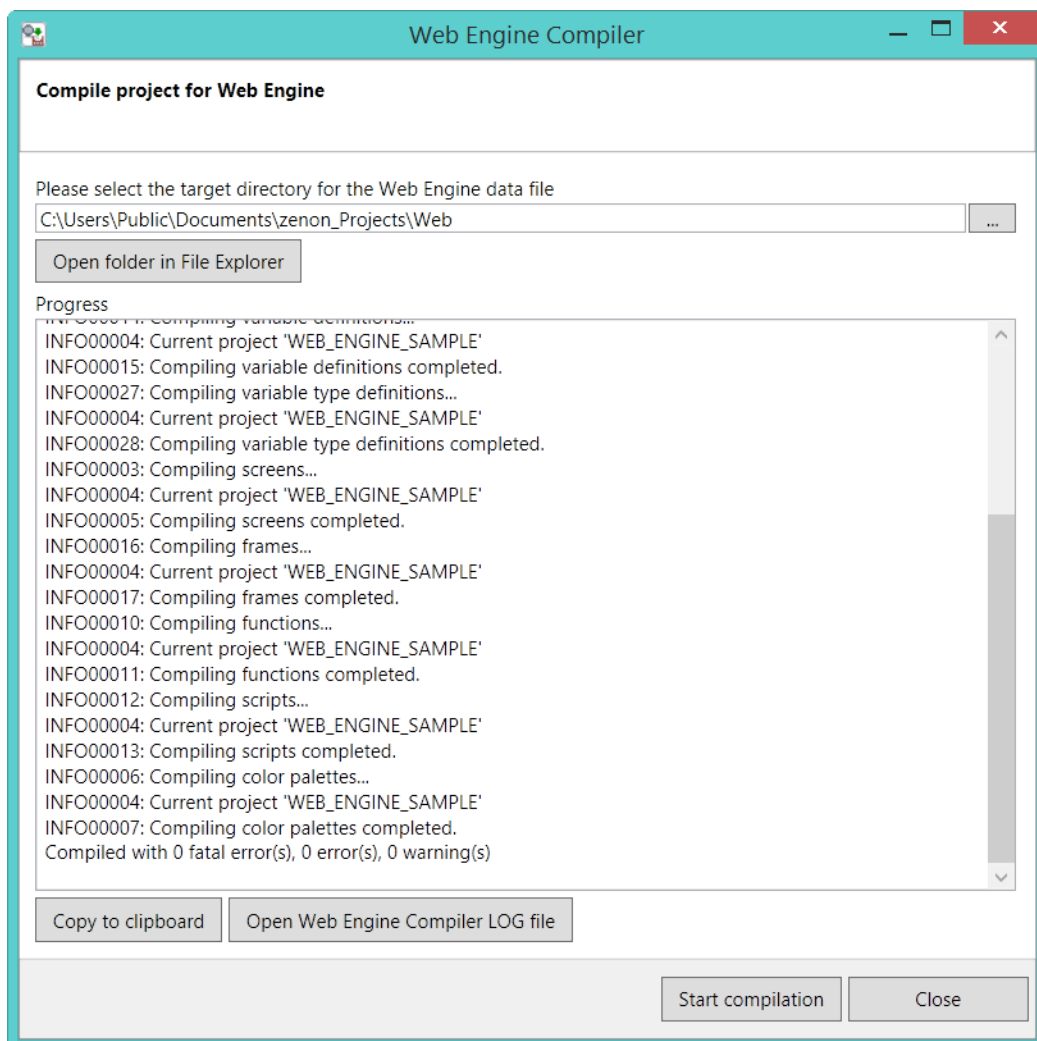 Web Engine Compiler
Compile project for Web Engine
Please select the target directory for the Web Engine data file
C:\Users\Public\Documents\zenon_Projects\Web
...
Open folder in File Explorer
Progress
INFO00014: Compiling variable definitions...
INFO00004: Current project 'WEB_ENGINE_SAMPLE'
INFO00015: Compiling variable definitions completed.
INFO00027: Compiling variable type definitions...
INFO00004: Current project 'WEB_ENGINE_SAMPLE'
INFO00028: Compiling variable type definitions completed.
INFO00003: Compiling screens...
INFO00004: Current project 'WEB_ENGINE_SAMPLE'
INFO00005: Compiling screens completed.
INFO00016: Compiling frames...
INFO00004: Current project 'WEB_ENGINE_SAMPLE'
INFO00017: Compiling frames completed.
INFO00010: Compiling functions...
INFO00004: Current project 'WEB_ENGINE_SAMPLE'
INFO00011: Compiling functions completed.
INFO00012: Compiling scripts...
INFO00004: Current project 'WEB_ENGINE_SAMPLE'
INFO00013: Compiling scripts completed.
INFO00006: Compiling color palettes...
INFO00004: Current project 'WEB_ENGINE_SAMPLE'
INFO00007: Compiling color palettes completed.
Compiled with 0 fatal error(s), 0 error(s), 0 warning(s)
Copy to clipboard
Open Web Engine Compiler LOG file
Start compilation
Close